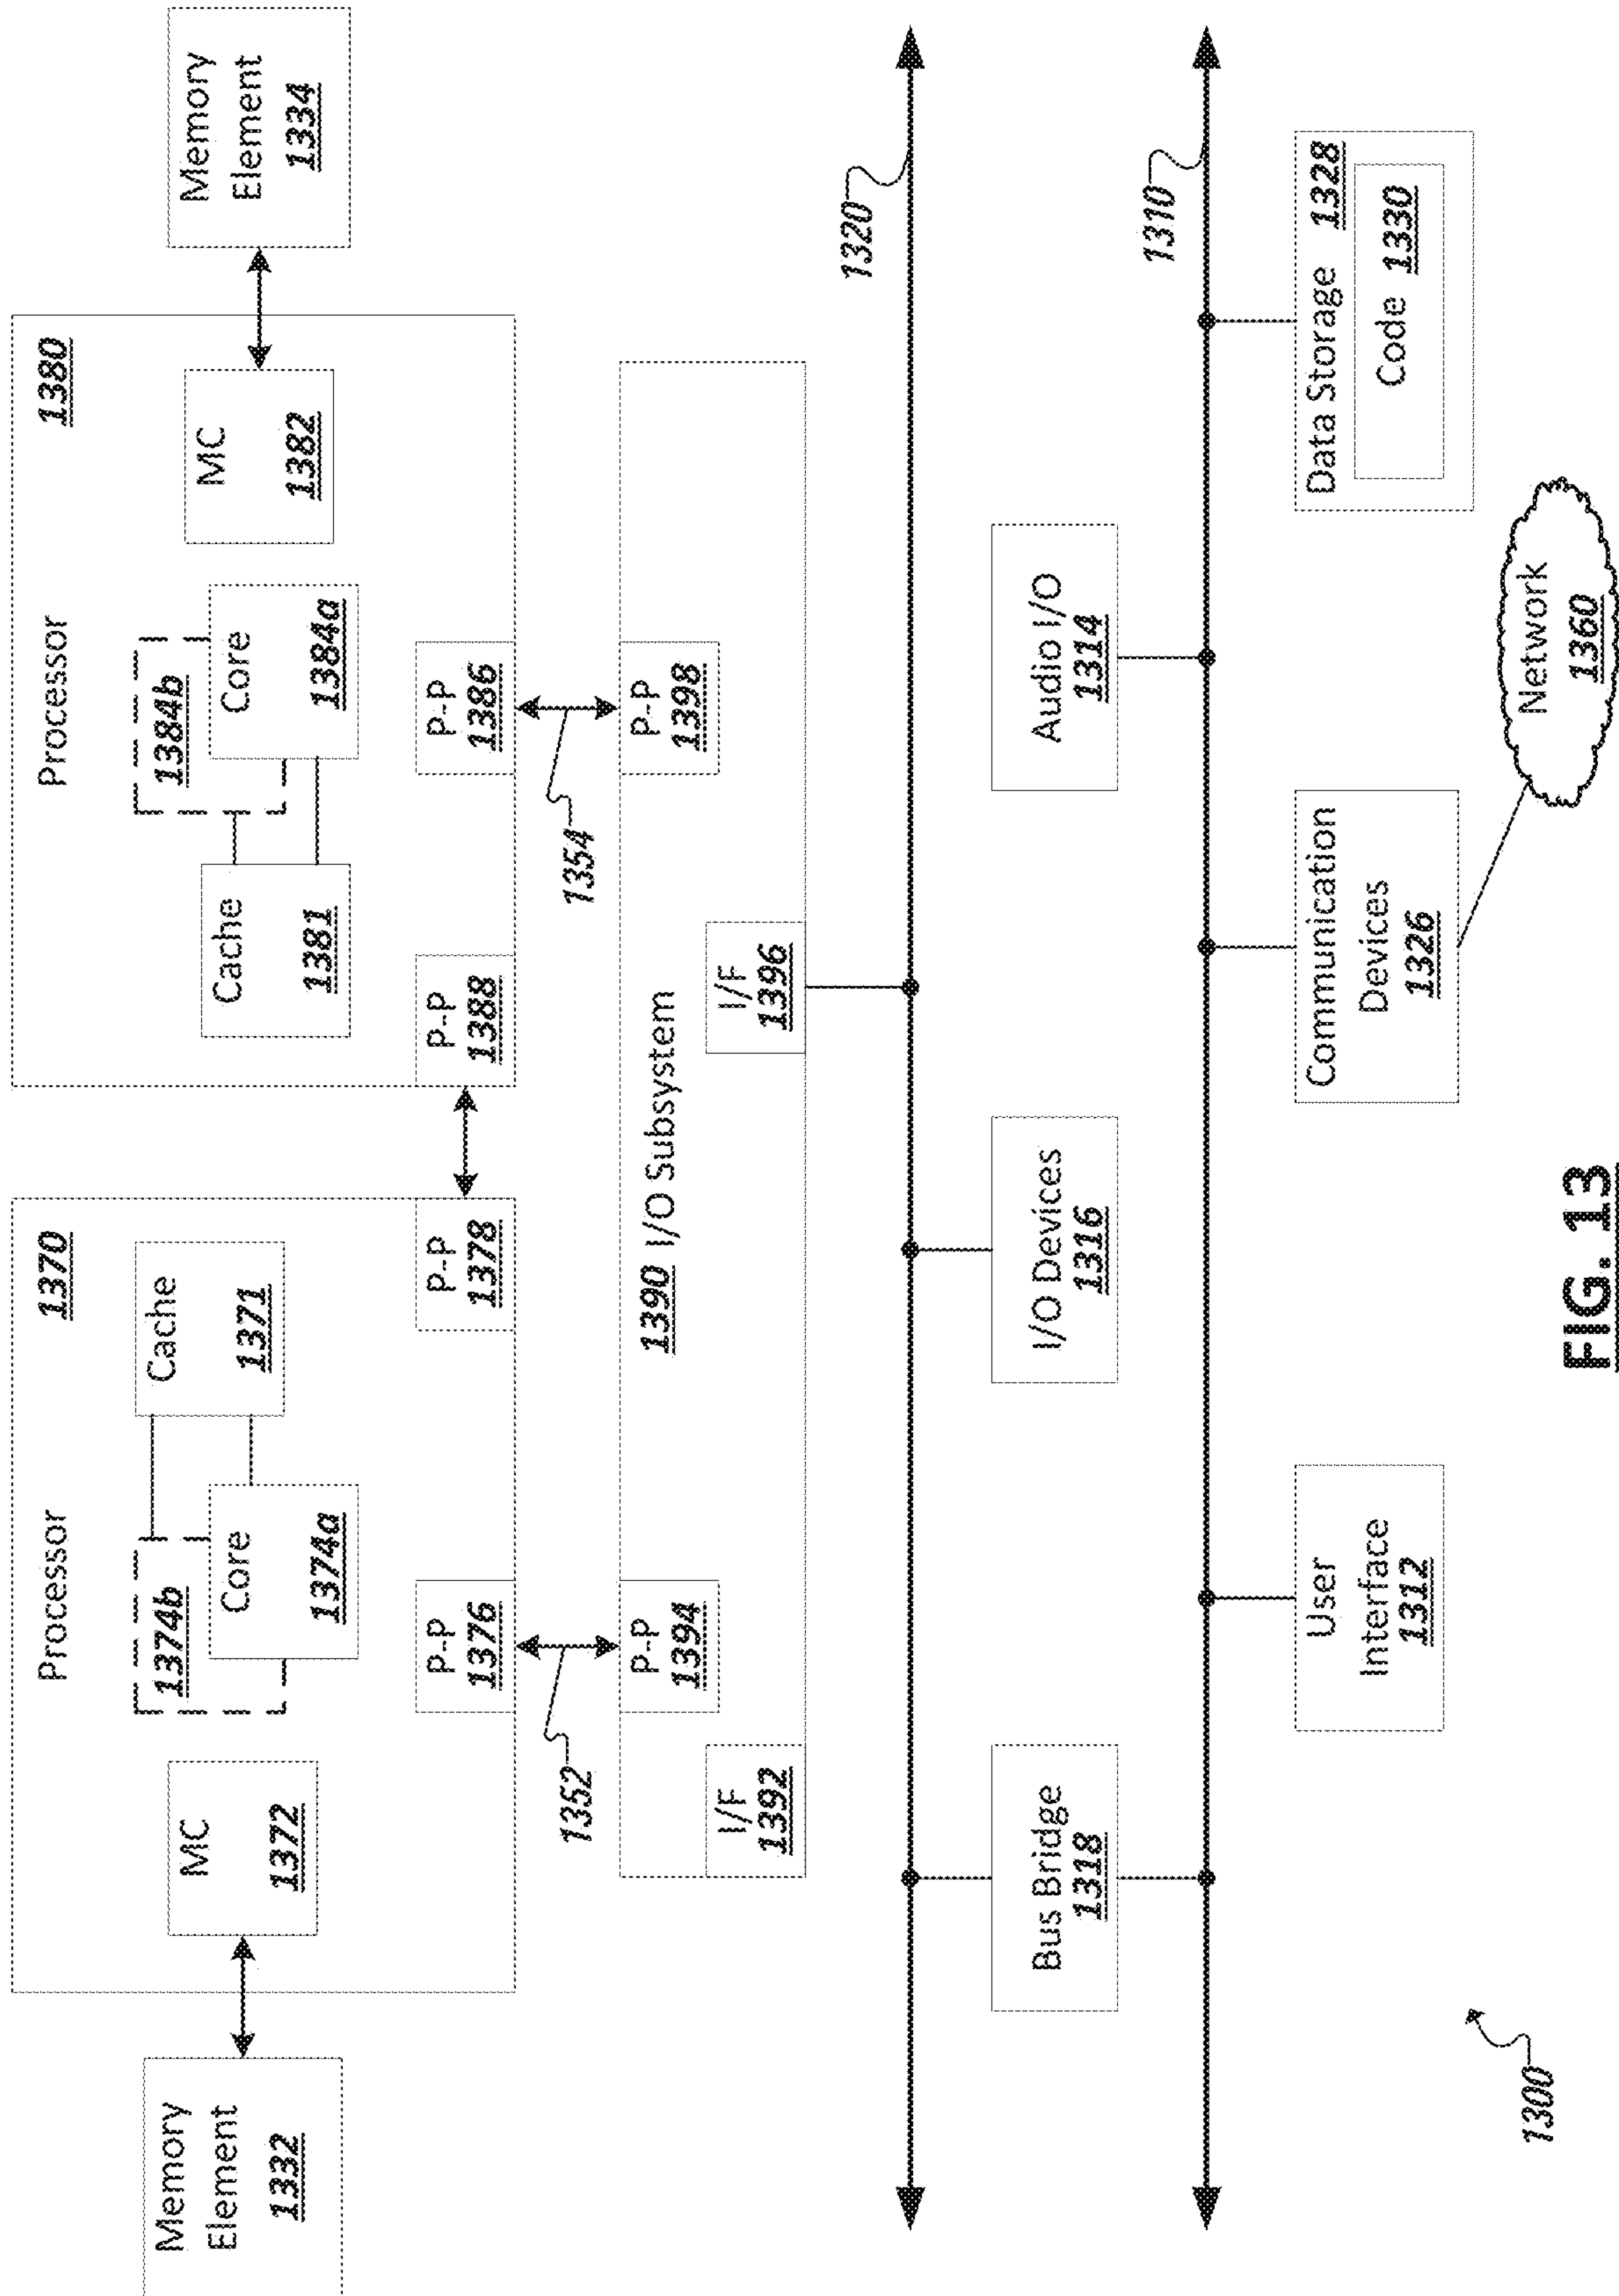 Memory
Element
1332
MC
1372
Processor
1370
1374b
Core
1374a
Cache
1371
P-P
1376
P-P
1378
Processor
1380
Cache
1381
1384b
Core
1384a
MC
1382
P-P
1388
P-P
1386
Memory
Element
1334
1352
1354
I/F
1392
P-P
1394
1390 I/O Subsystem
I/F
1396
P-P
1398
1320
Bus Bridge
1318
I/O Devices
1316
Audio I/O
1314
1310
User
Interface
1312
Communication
Devices
1326
Data Storage 1328
Code 1330
Network
1360
1300
FIG. 13